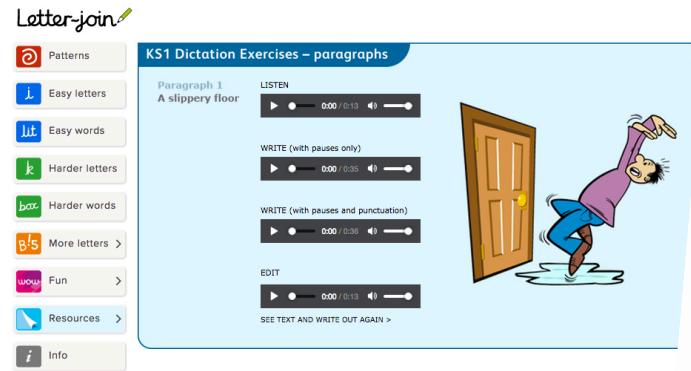 Letter-join
Patterns
Easy letters
Easy words
Harder letters
Harder words
More letters
Fun
Resources
Info
KS1 Dictation Exercises – paragraphs
Paragraph 1
A slippery floor
LISTEN
0:00 / 0:13
WRITE (with pauses only)
0:00 / 0:35
WRITE (with pauses and punctuation)
0:00 / 0:36
EDIT
0:00 / 0:13
SEE TEXT AND WRITE OUT AGAIN >